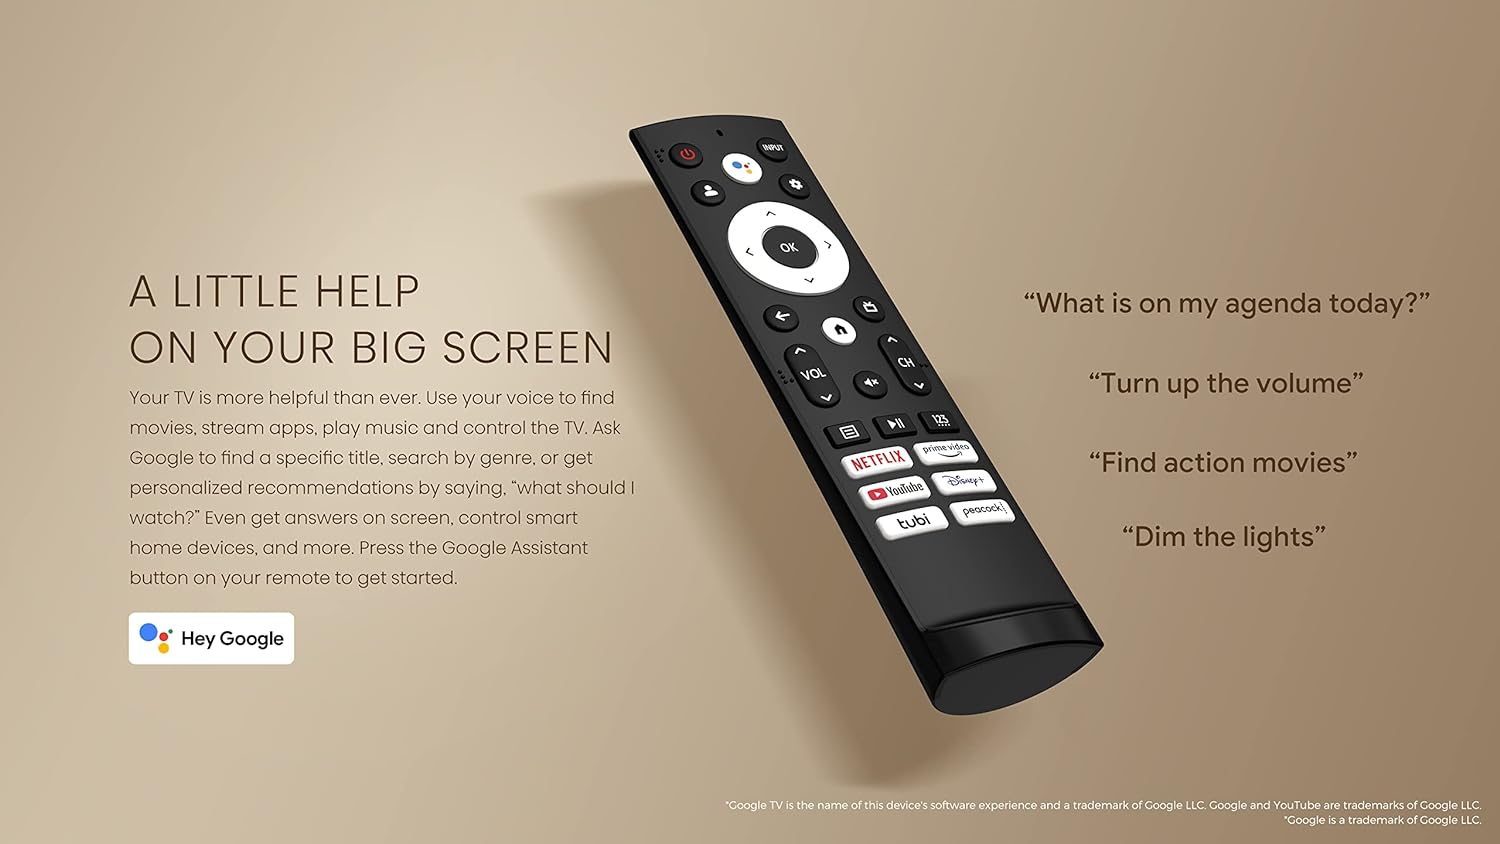 A LITTLE HELP
ON YOUR BIG SCREEN
Your TV is more helpful than ever. Use your voice to find
movies, stream apps, play music and control the TV. Ask
Google to find a specific title, search by genre, or get
personalized recommendations by saying, “what should I
watch?” Even get answers on screen, control smart
home devices, and more. Press the Google Assistant
button on your remote to get started.
Hey Google
INPUT
OK
VOL
CH
123
NETFLIX
prime video
YouTube
Disney+
tubi
peacock
“What is on my agenda today?”
“Turn up the volume”
“Find action movies”
“Dim the lights”
*Google TV is the name of this device's software experience and a trademark of Google LLC. Google and YouTube are trademarks of Google LLC.
*Google is a trademark of Google LLC.